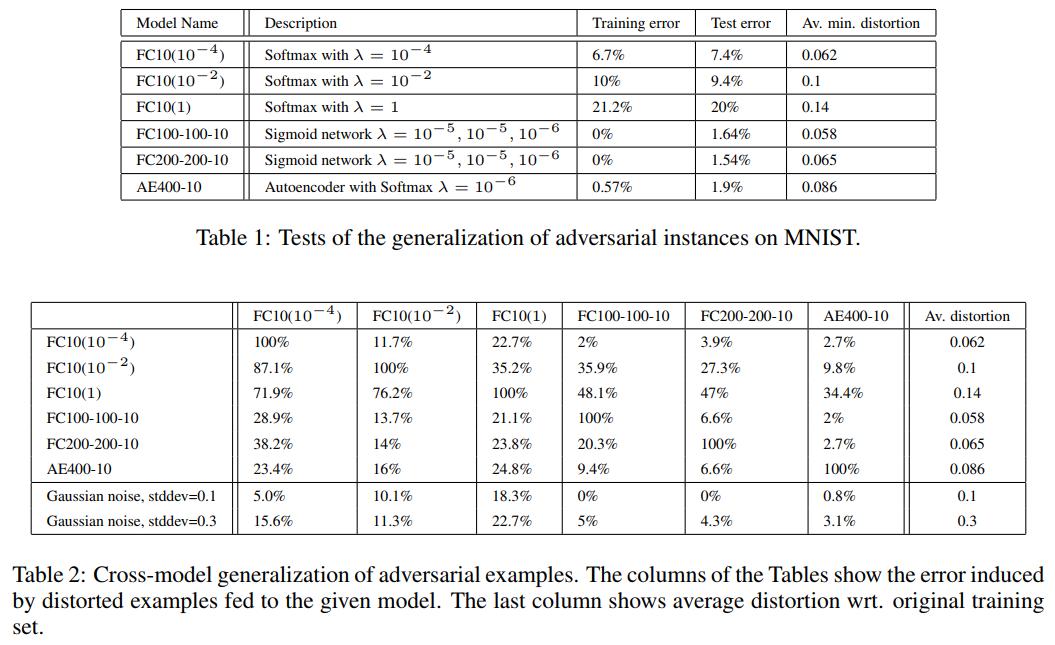 Model Name Description Training error Test error Av. min. distortion
FC10(10−4) Softmax with λ = 10−4 6.7% 7.4% 0.062
FC10(10−2) Softmax with λ = 10−2 10% 9.4% 0.1
FC10(1) Softmax with λ = 1 21.2% 20% 0.14
FC100-100-10 Sigmoid network λ = 10−5, 10−5, 10−6 0% 1.64% 0.058
FC200-200-10 Sigmoid network λ = 10−5, 10−5, 10−6 0% 1.54% 0.065
AE400-10 Autoencoder with Softmax λ = 10−6 0.57% 1.9% 0.086
Table 1: Tests of the generalization of adversarial instances on MNIST.
FC10(10−4) FC10(10−2) FC10(1) FC100-100-10 FC200-200-10 AE400-10 Av. distortion
FC10(10−4) 100% 11.7% 22.7% 2% 3.9% 2.7% 0.062
FC10(10−2) 87.1% 100% 35.2% 35.9% 27.3% 9.8% 0.1
FC10(1) 71.9% 76.2% 100% 48.1% 47% 34.4% 0.14
FC100-100-10 28.9% 13.7% 21.1% 100% 6.6% 2% 0.058
FC200-200-10 38.2% 14% 23.8% 20.3% 100% 2.7% 0.065
AE400-10 23.4% 16% 24.8% 9.4% 6.6% 100% 0.086
Gaussian noise, stddev=0.1 5.0% 10.1% 18.3% 0% 0% 0.8% 0.1
Gaussian noise, stddev=0.3 15.6% 11.3% 22.7% 5% 4.3% 3.1% 0.3
Table 2: Cross-model generalization of adversarial examples. The columns of the Tables show the error induced
by distorted examples fed to the given model. The last column shows average distortion wrt. original training
set.